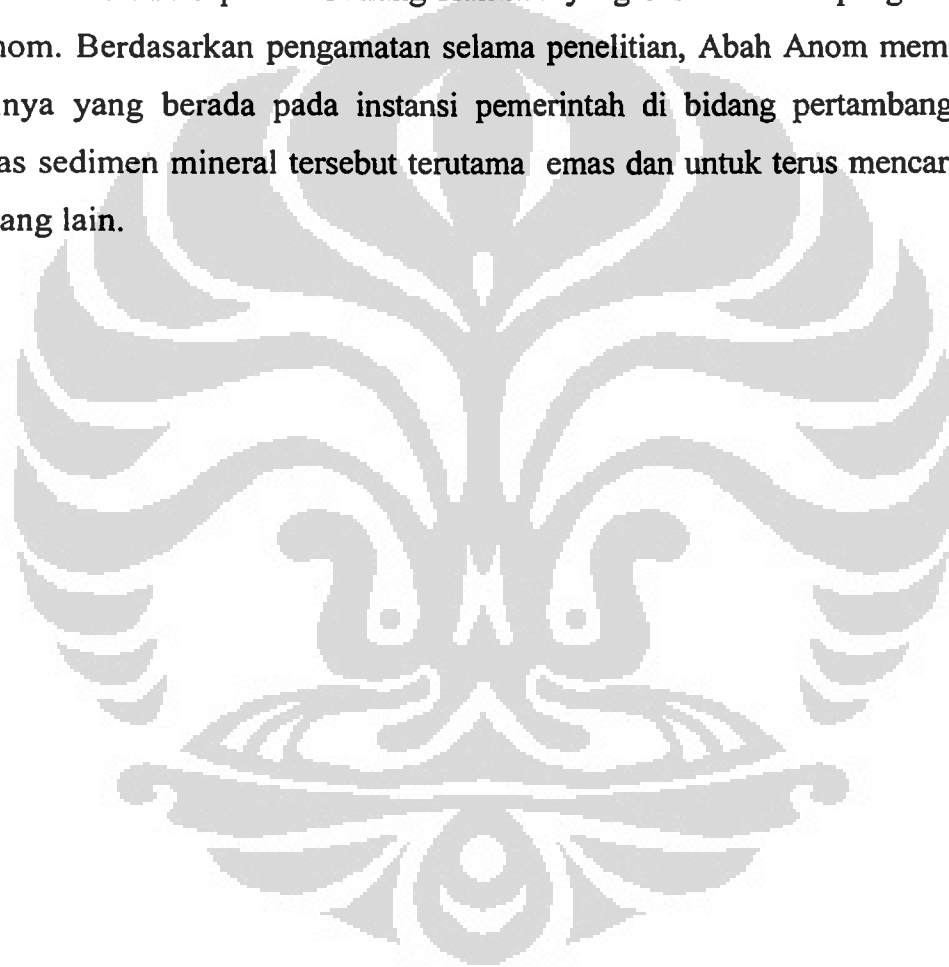 nom. Berdasarkan pengamatan selama penelitian, Abah Anom mem
nya yang berada pada instansi pemerintah di bidang pertambang
as sedimen mineral tersebut terutama emas dan untuk terus mencar
ang lain.